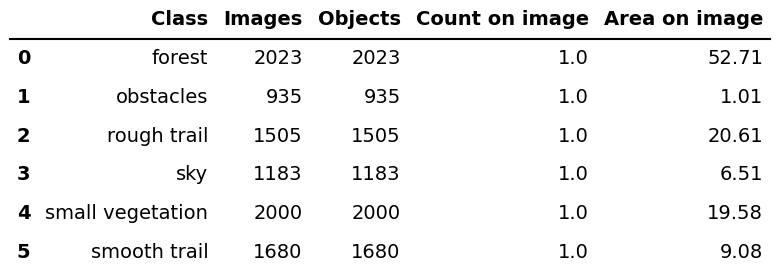 Class Images Objects Count on image Area on image
0 forest 2023 2023 1.0 52.71
1 obstacles 935 935 1.0 1.01
2 rough trail 1505 1505 1.0 20.61
3 sky 1183 1183 1.0 6.51
4 small vegetation 2000 2000 1.0 19.58
5 smooth trail 1680 1680 1.0 9.08